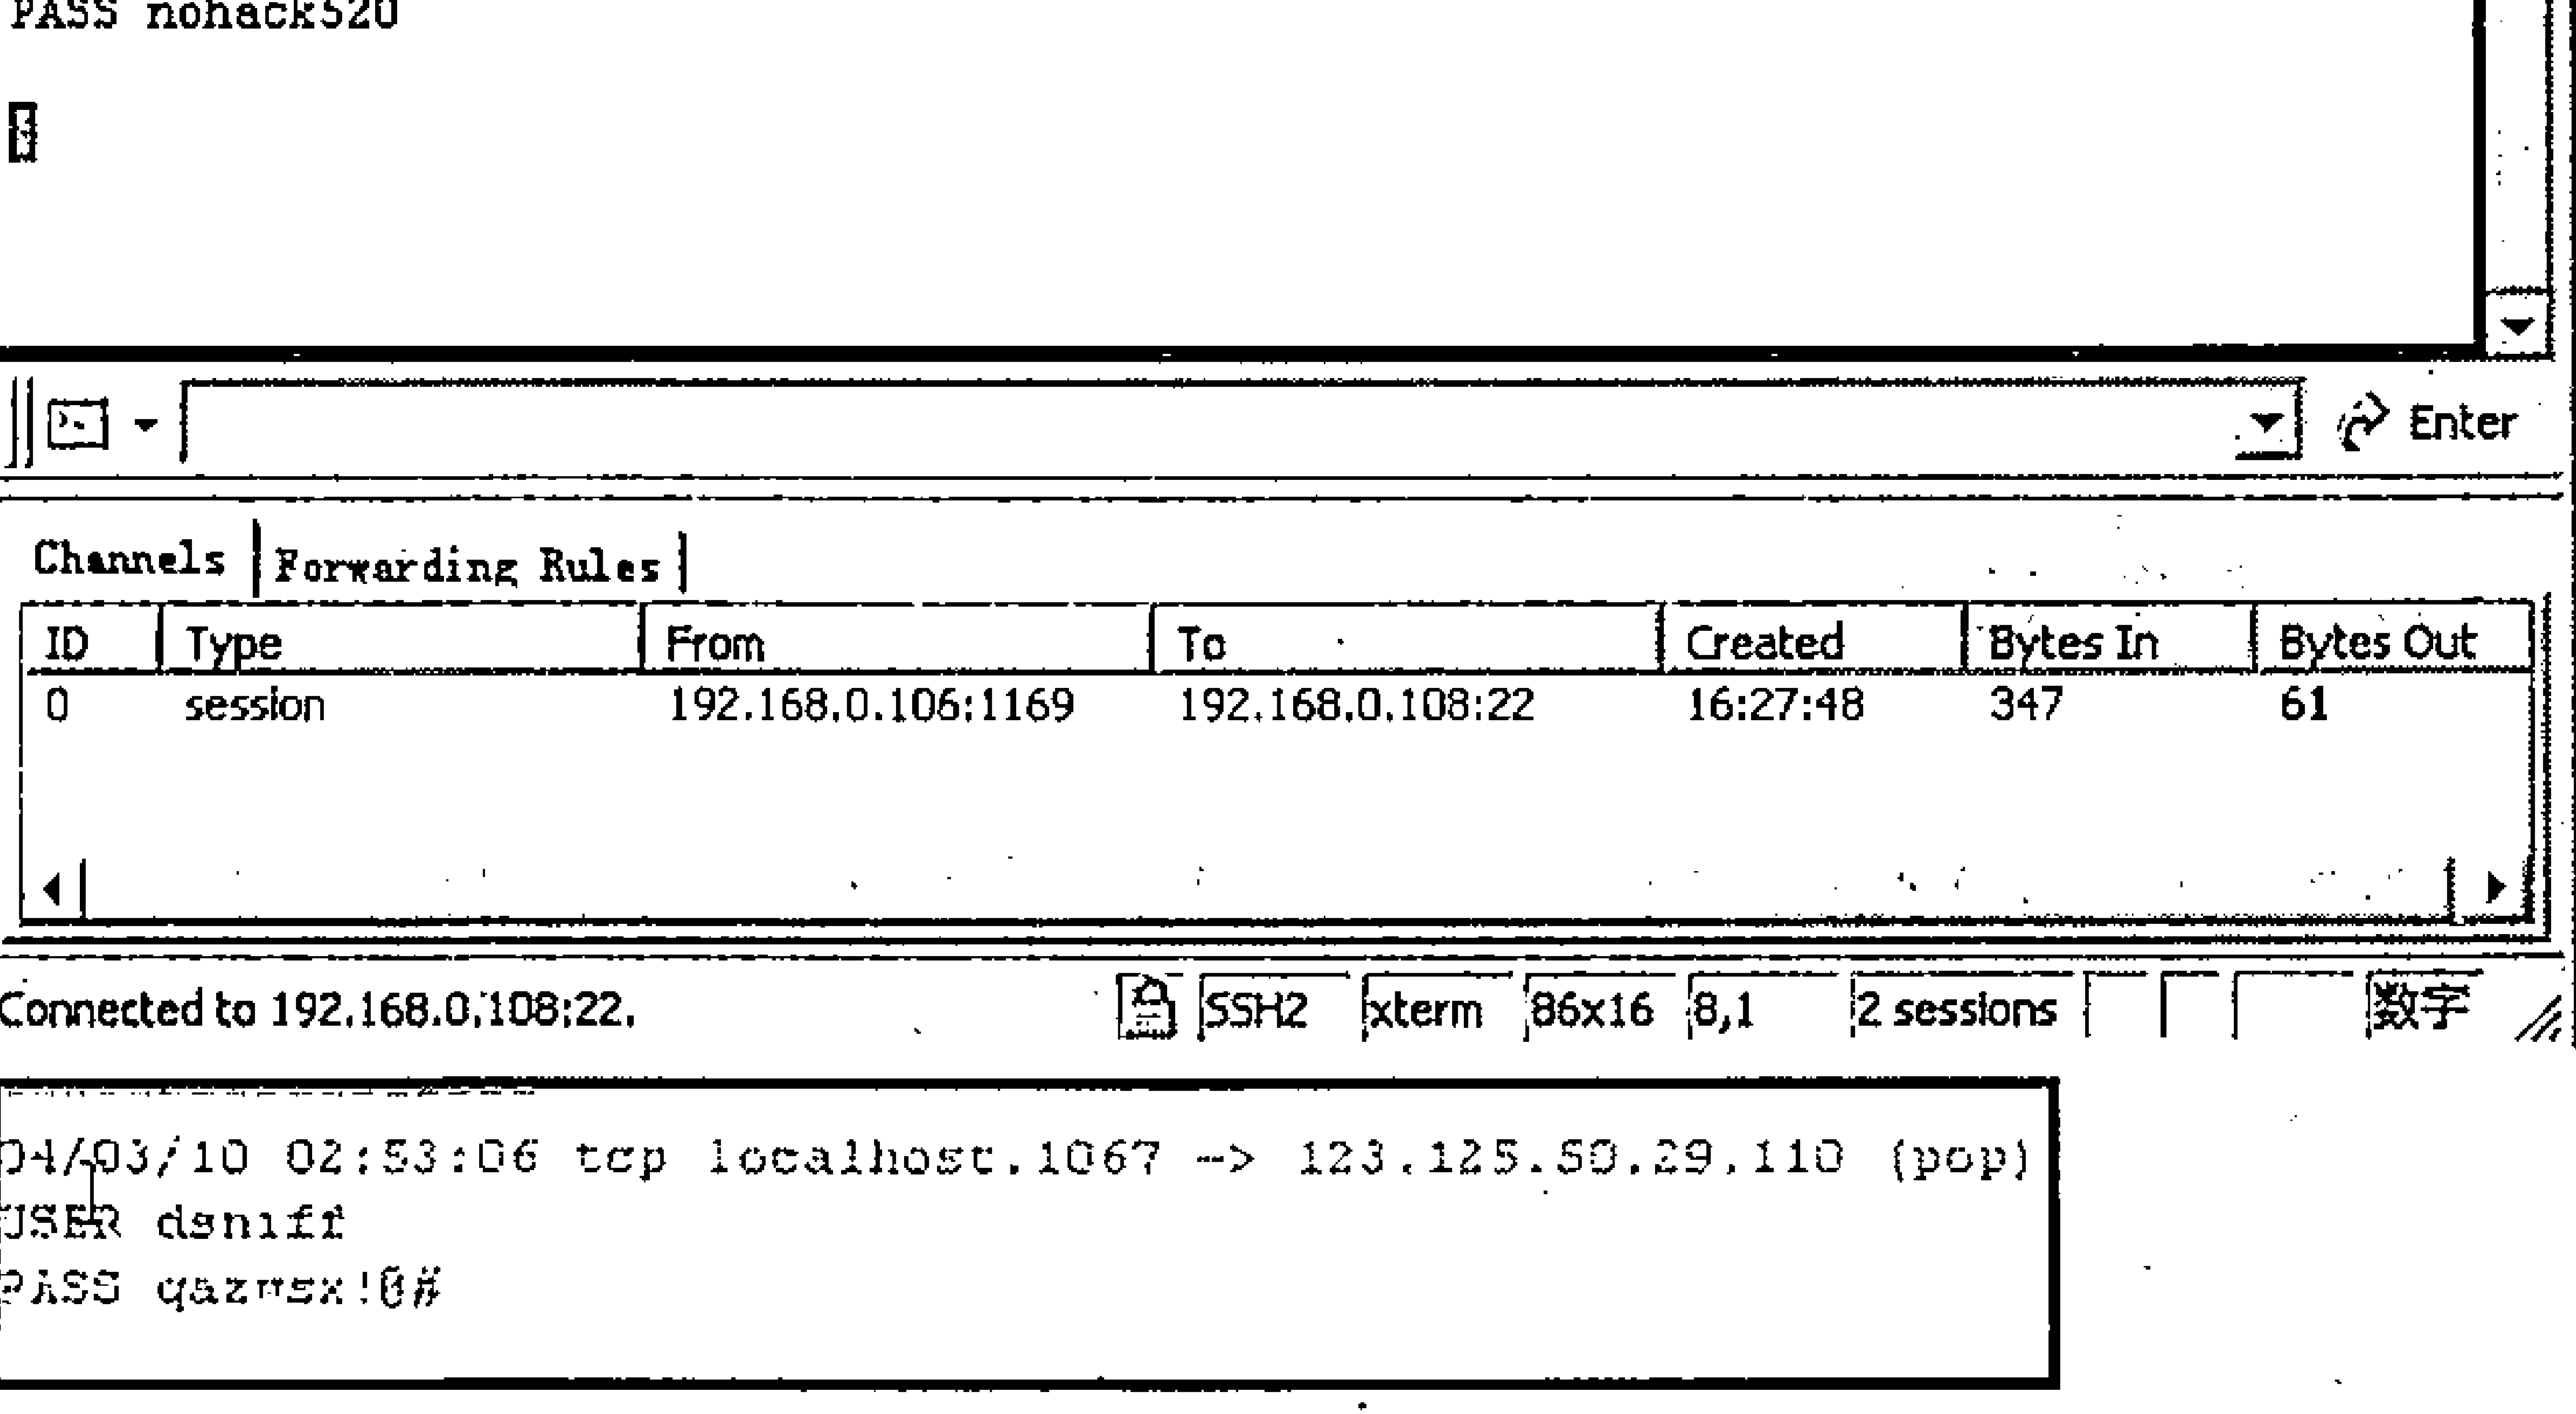 PASS nohack520
Enter
Channels Forwarding Rules
ID Type From To Created Bytes In Bytes Out
0 session 192.168.0.106:1169 192.168.0.108:22 16:27:48 347 61
Connected to 192.168.0.108:22. SSH2 xterm 86x16 8,1 2 sessions 数字
04/03/10 02:53:06 tcp localhost.1067 -> 123.125.50.29.110 (pop)
USER dsniff
PASS qazwsx!@#